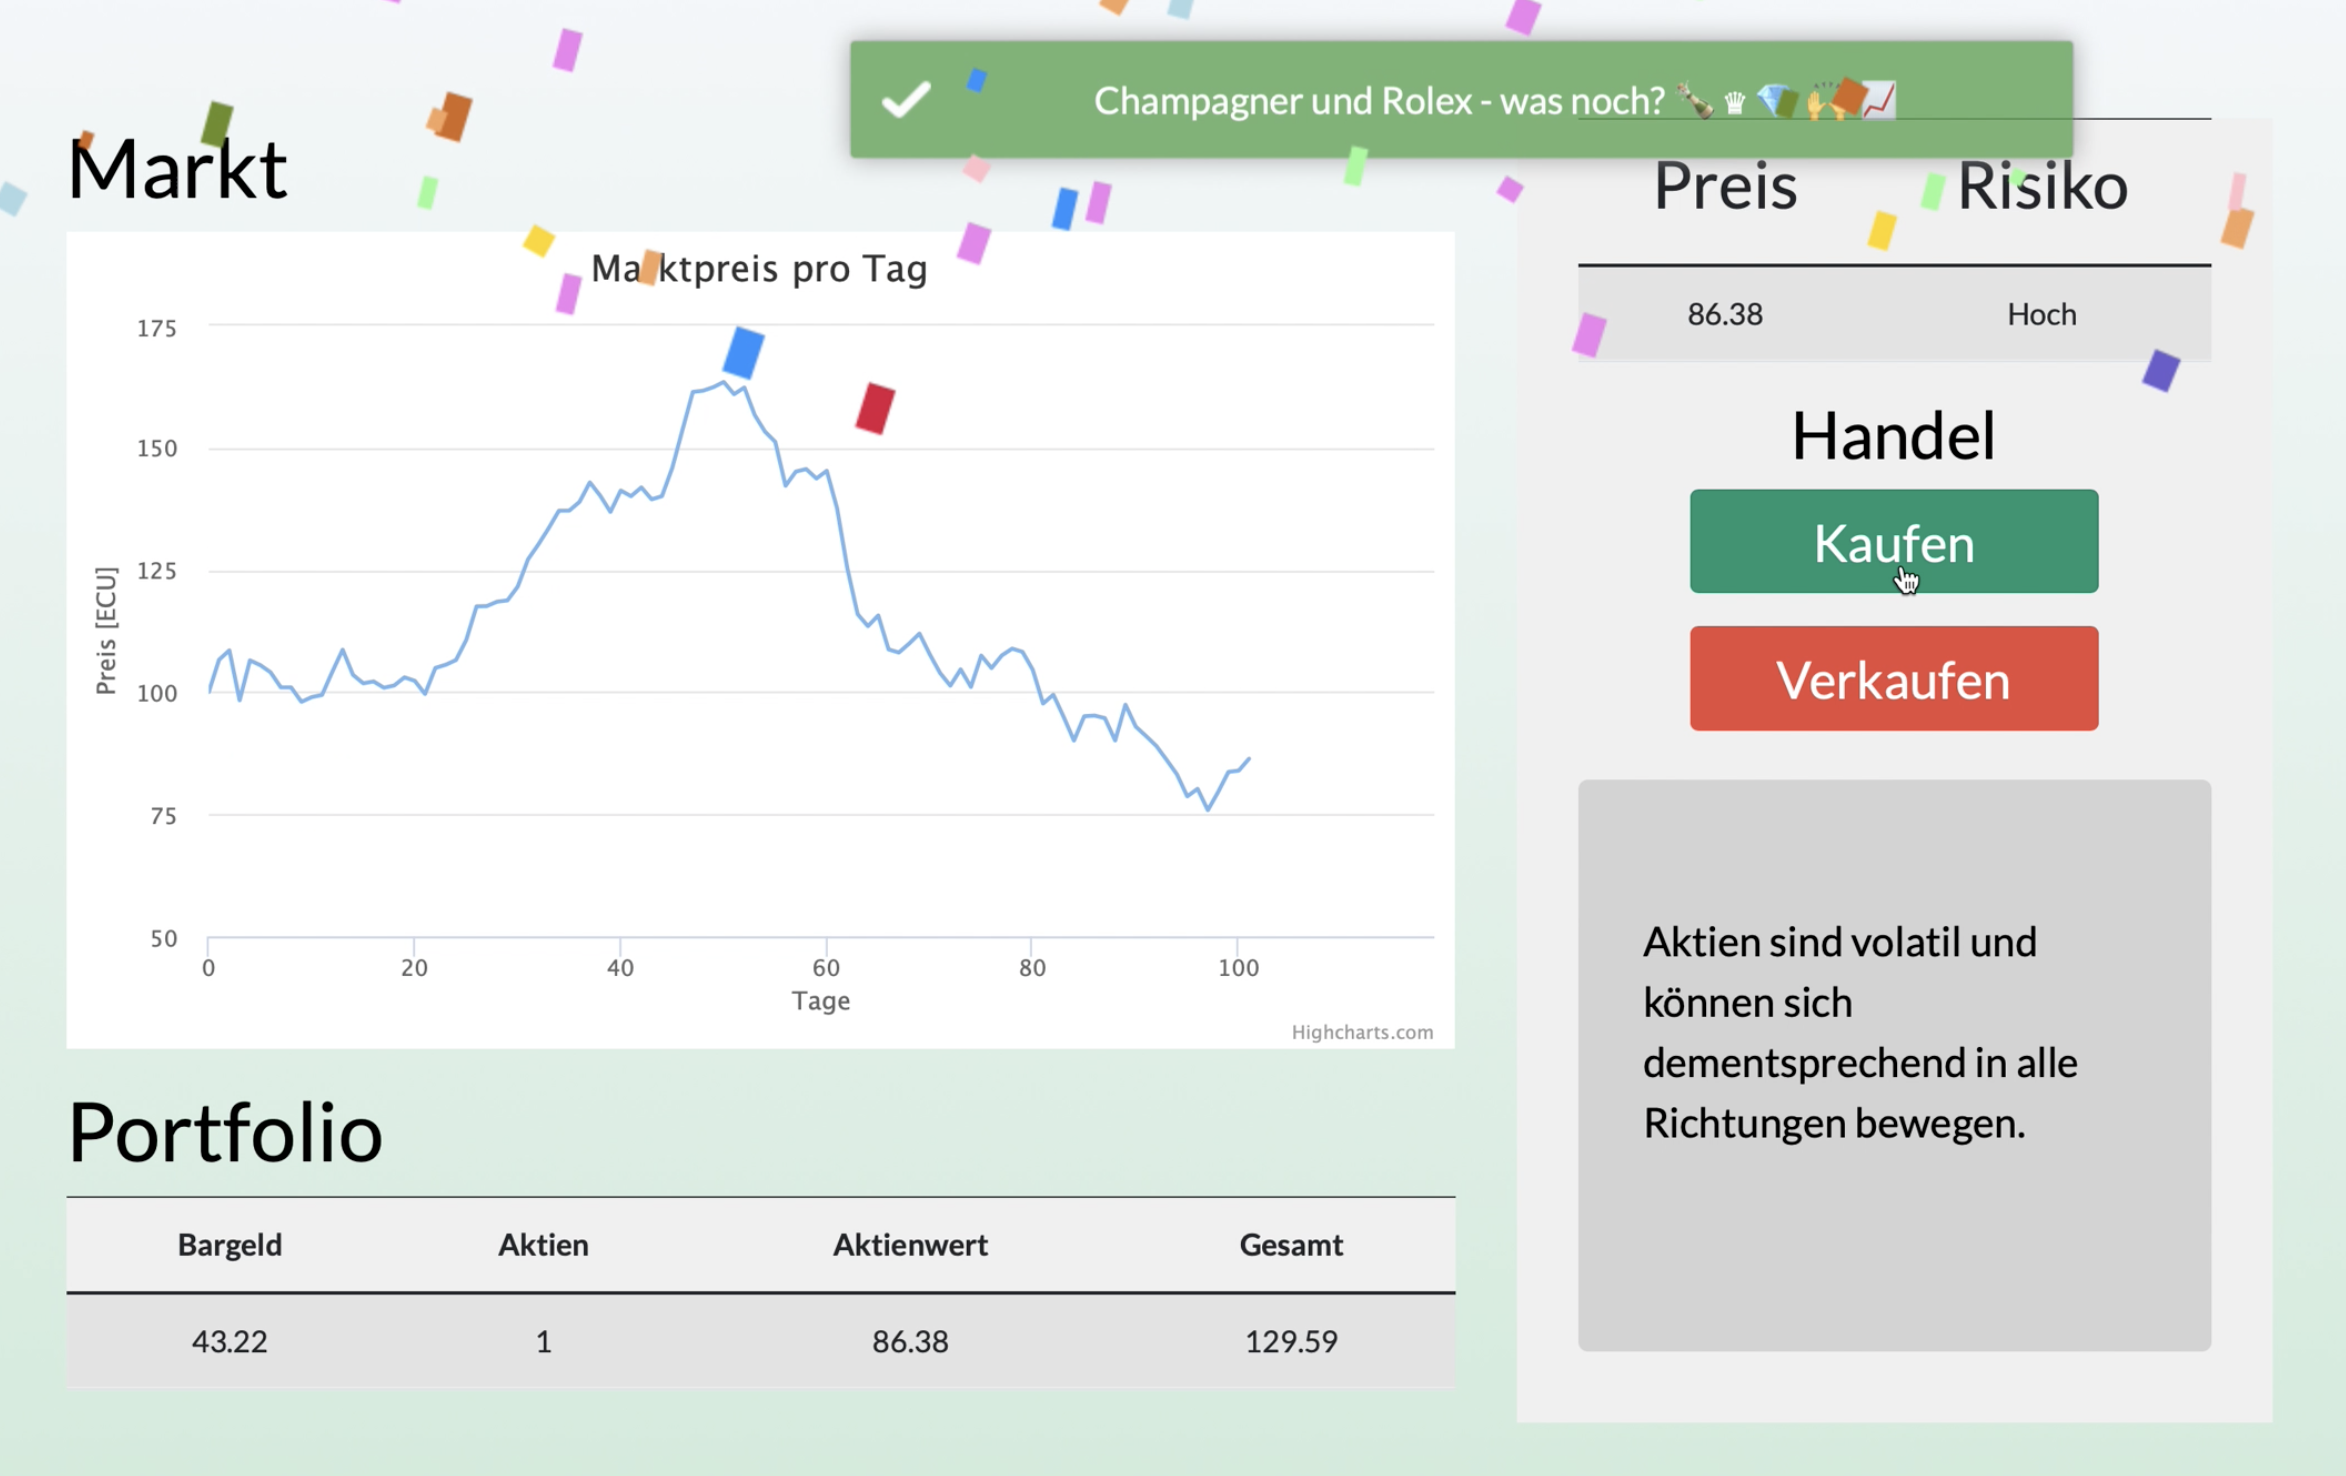 Champagner und Rolex - was noch? 🍾 ♛ 💎 🙌 📈
Markt
Marktpreis pro Tag
175
150
125
100
75
50
Preis [ECU]
0 20 40 60 80 100
Tage
Highcharts.com
Portfolio
Bargeld Aktien Aktienwert Gesamt
43.22 1 86.38 129.59
Preis Risiko
86.38 Hoch
Handel
Kaufen
Verkaufen
Aktien sind volatil und
können sich
dementsprechend in alle
Richtungen bewegen.